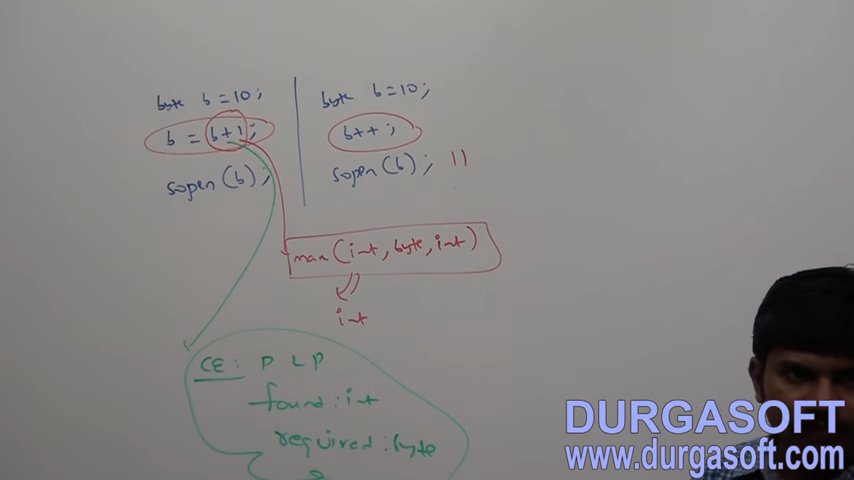 byte b = 10;
b = b+1;
sopln(b);
byte b = 10;
b++;
sopln(b); 11
max(int, byte, int)
int
CE: P L P
found: int
required: byte
DURGASOFT
www.durgasoft.com